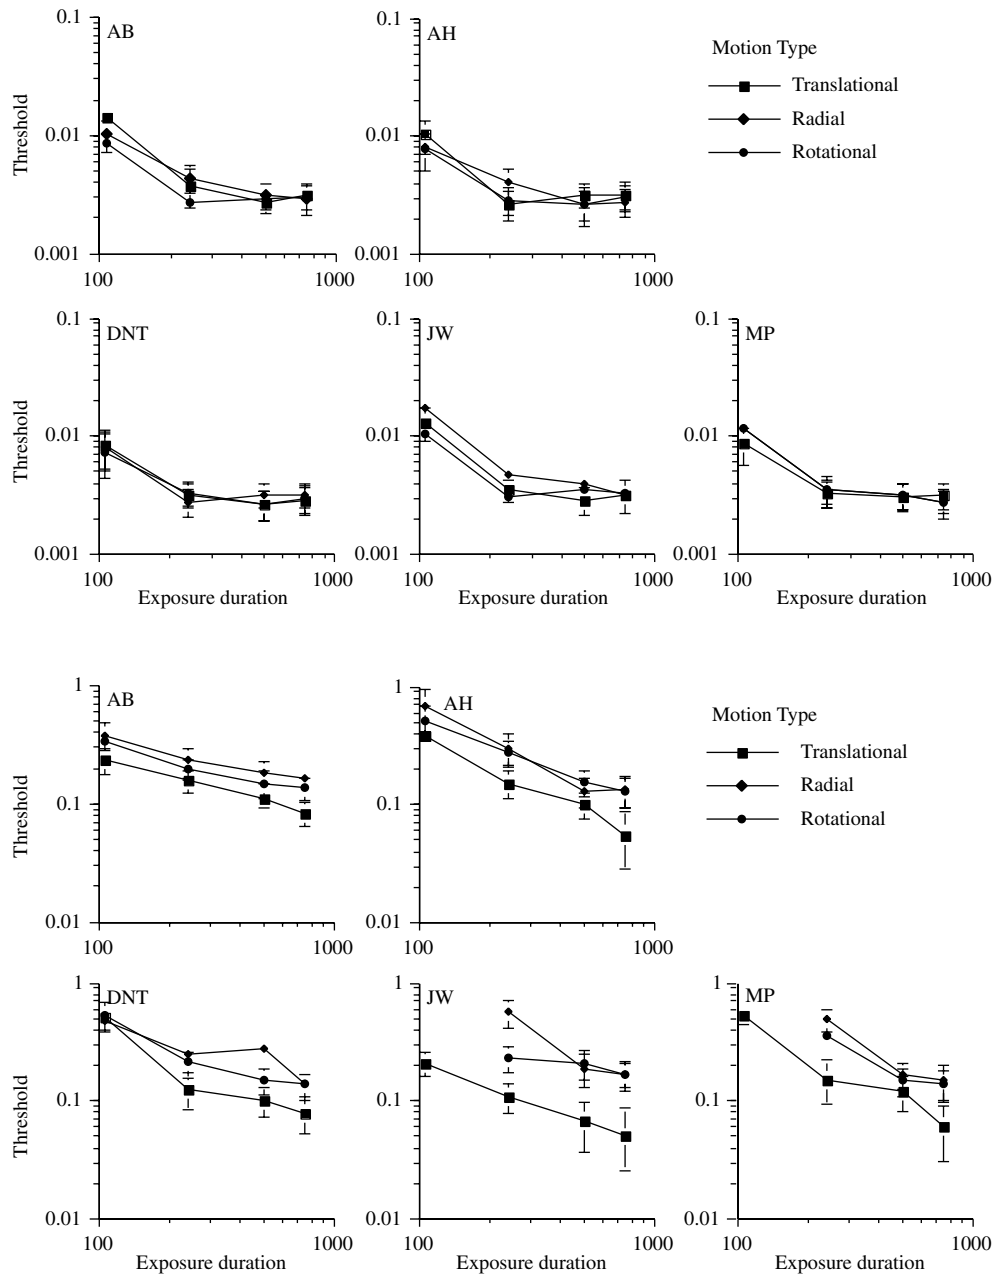 0.1
AB
0.01
0.001
Threshold
100
1000
0.1
AH
0.01
0.001
100
1000
Motion Type
Translational
Radial
Rotational
0.1
DNT
0.01
0.001
Threshold
100
1000
Exposure duration
0.1
JW
0.01
0.001
100
1000
Exposure duration
0.1
MP
0.01
0.001
100
1000
Exposure duration
1
AB
0.1
0.01
Threshold
100
1000
1
AH
0.1
0.01
100
1000
Motion Type
Translational
Radial
Rotational
1
DNT
0.1
0.01
Threshold
100
1000
Exposure duration
1
JW
0.1
0.01
100
1000
Exposure duration
1
MP
0.1
0.01
100
1000
Exposure duration